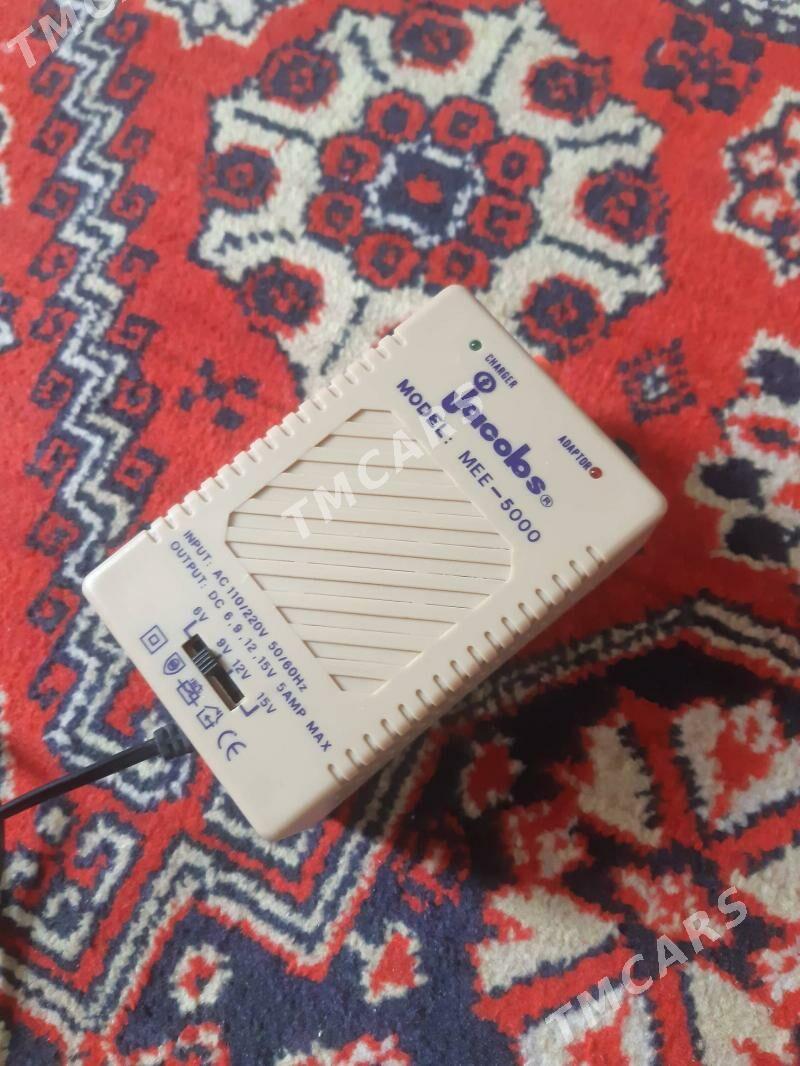 CHARGER
ADAPTOR
Jacobs®
MODEL: MEE-5000
INPUT: AC 110/220V 50/60Hz
OUTPUT: DC 6,9,12,15V 5AMP MAX
6V 9V 12V 15V
CE
TMCARS
TMCARS
TMCARS